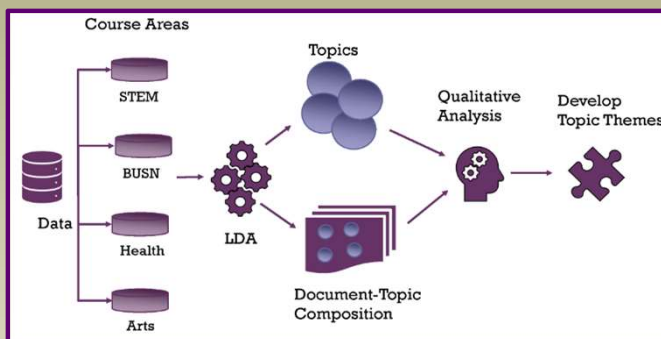 Course Areas
STEM
BUSN
Health
Arts
Data
LDA
Topics
Document-Topic
Composition
Qualitative
Analysis
Develop
Topic Themes